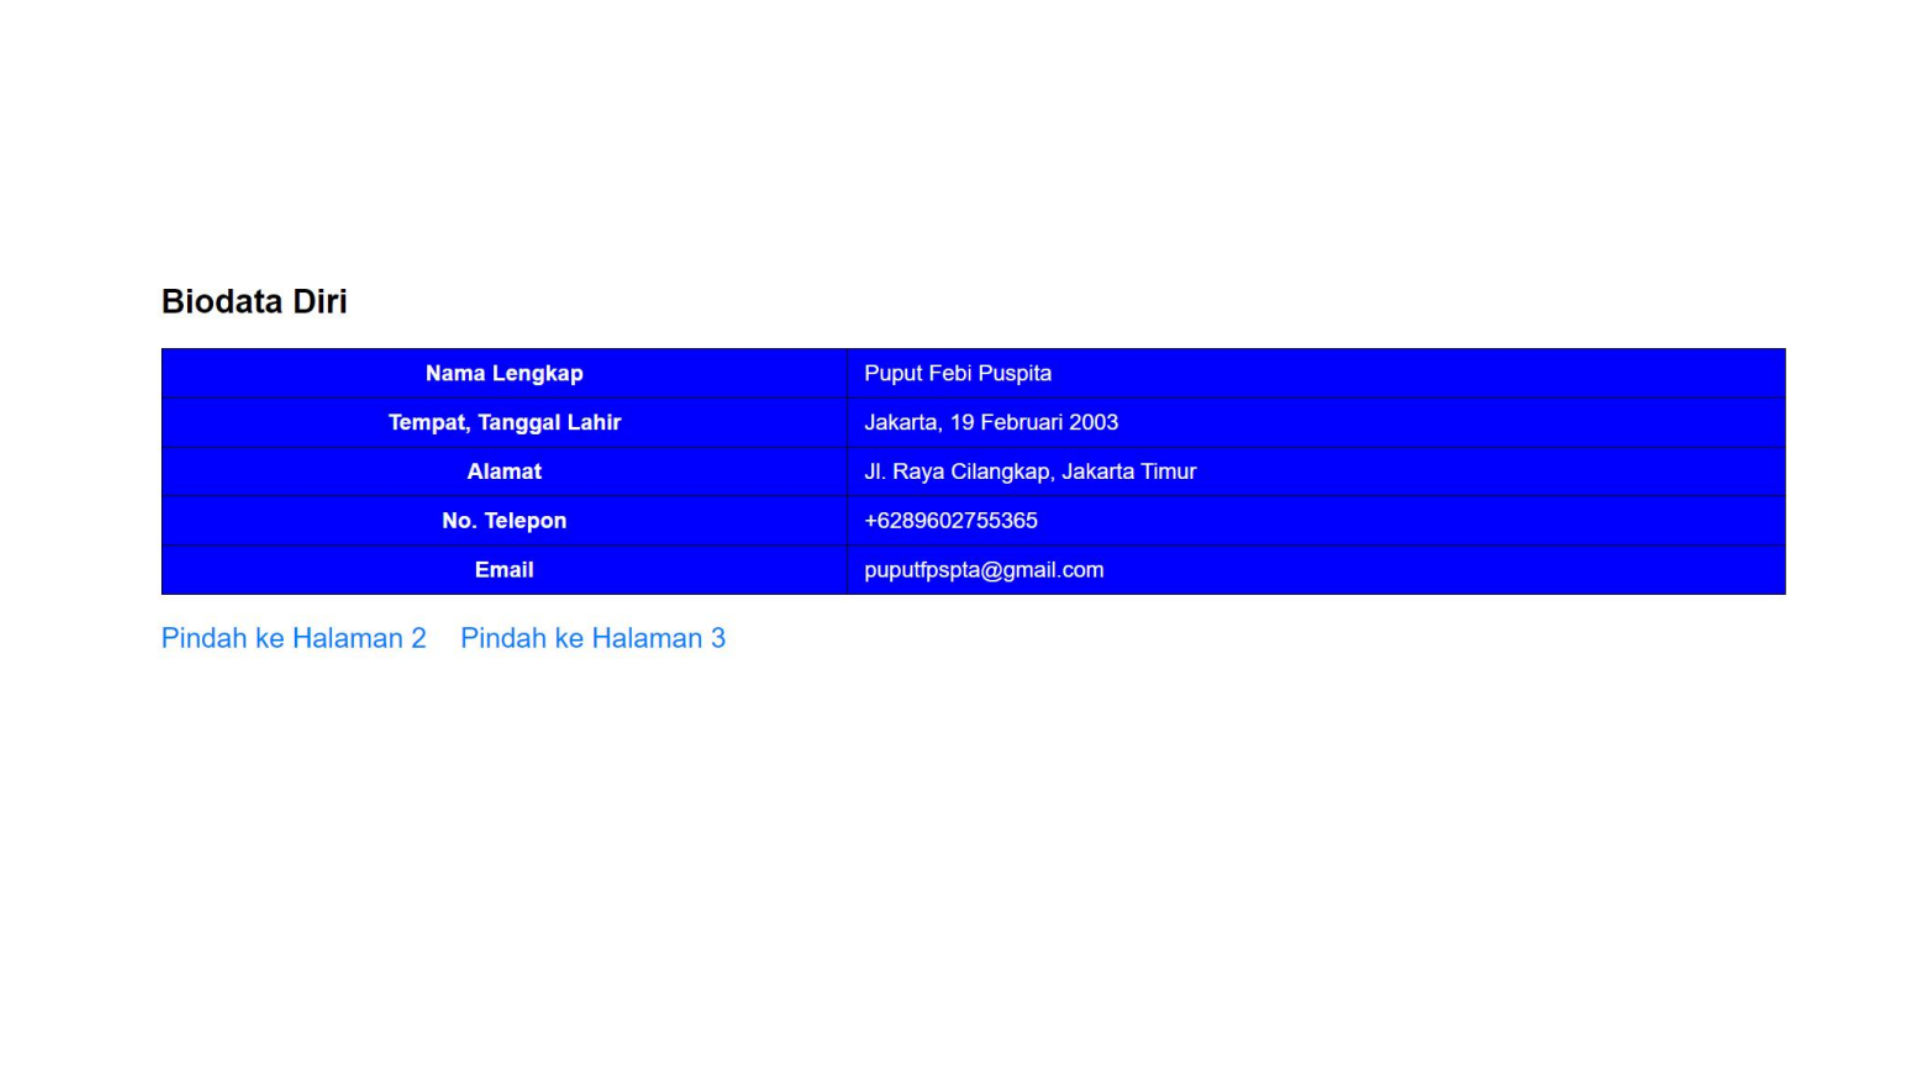 Biodata Diri
Nama Lengkap Puput Febi Puspita
Tempat, Tanggal Lahir Jakarta, 19 Februari 2003
Alamat Jl. Raya Cilangkap, Jakarta Timur
No. Telepon +6289602755365
Email puputfpspta@gmail.com
Pindah ke Halaman 2 Pindah ke Halaman 3